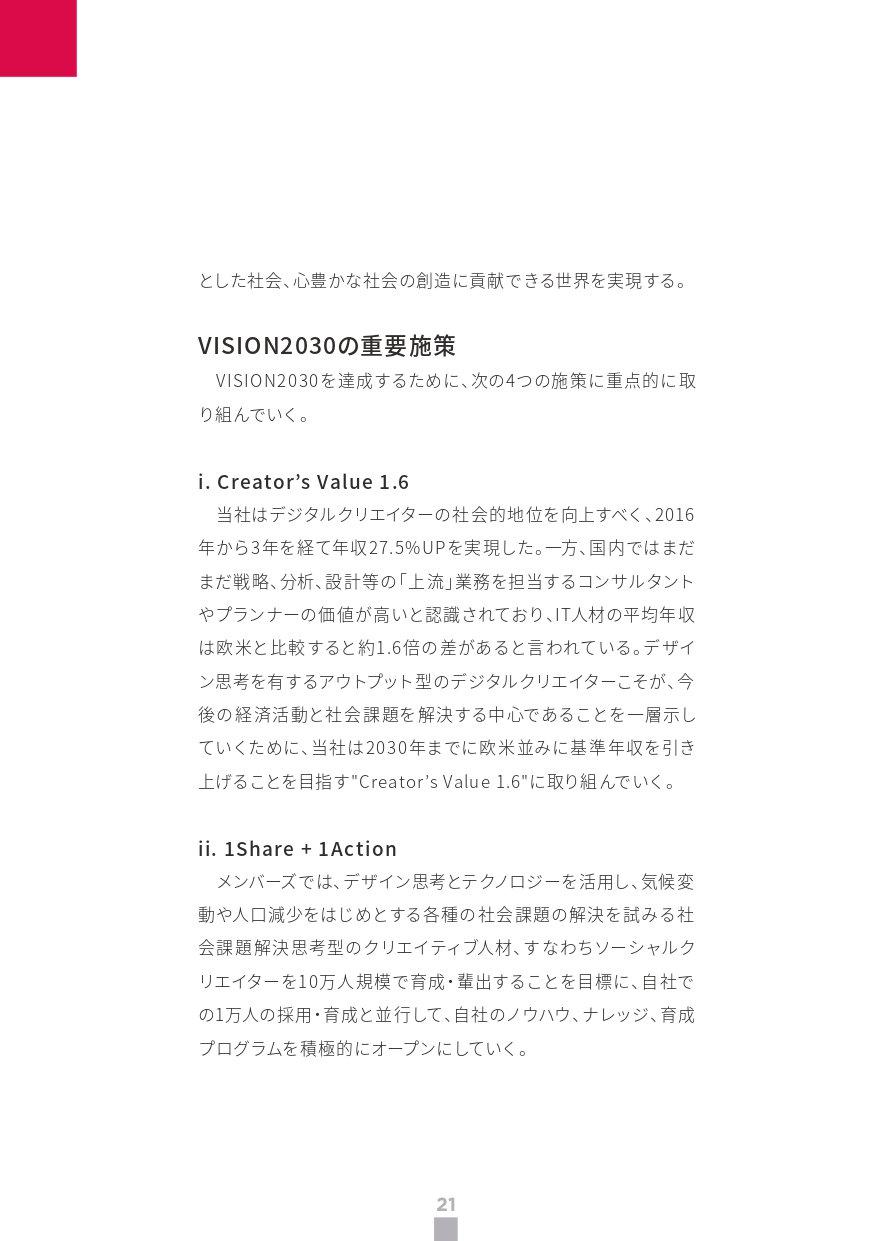 とした社会、心豊かな社会の創造に貢献できる世界を実現する。
VISION2030の重要施策
　VISION2030を達成するために、次の4つの施策に重点的に取
り組んでいく。
i. Creator’s Value 1.6
　当社はデジタルクリエイターの社会的地位を向上すべく、2016
年から3年を経て年収27.5%UPを実現した。一方、国内ではまだ
まだ戦略、分析、設計等の「上流」業務を担当するコンサルタント
やプランナーの価値が高いと認識されており、IT人材の平均年収
は欧米と比較すると約1.6倍の差があると言われている。デザイ
ン思考を有するアウトプット型のデジタルクリエイターこそが、今
後の経済活動と社会課題を解決する中心であることを一層示し
ていくために、当社は2030年までに欧米並みに基準年収を引き
上げることを目指す"Creator’s Value 1.6"に取り組んでいく。
ii. 1Share + 1Action
　メンバーズでは、デザイン思考とテクノロジーを活用し、気候変
動や人口減少をはじめとする各種の社会課題の解決を試みる社
会課題解決思考型のクリエイティブ人材、すなわちソーシャルク
リエイターを10万人規模で育成・輩出することを目標に、自社で
の1万人の採用・育成と並行して、自社のノウハウ、ナレッジ、育成
プログラムを積極的にオープンにしていく。
21